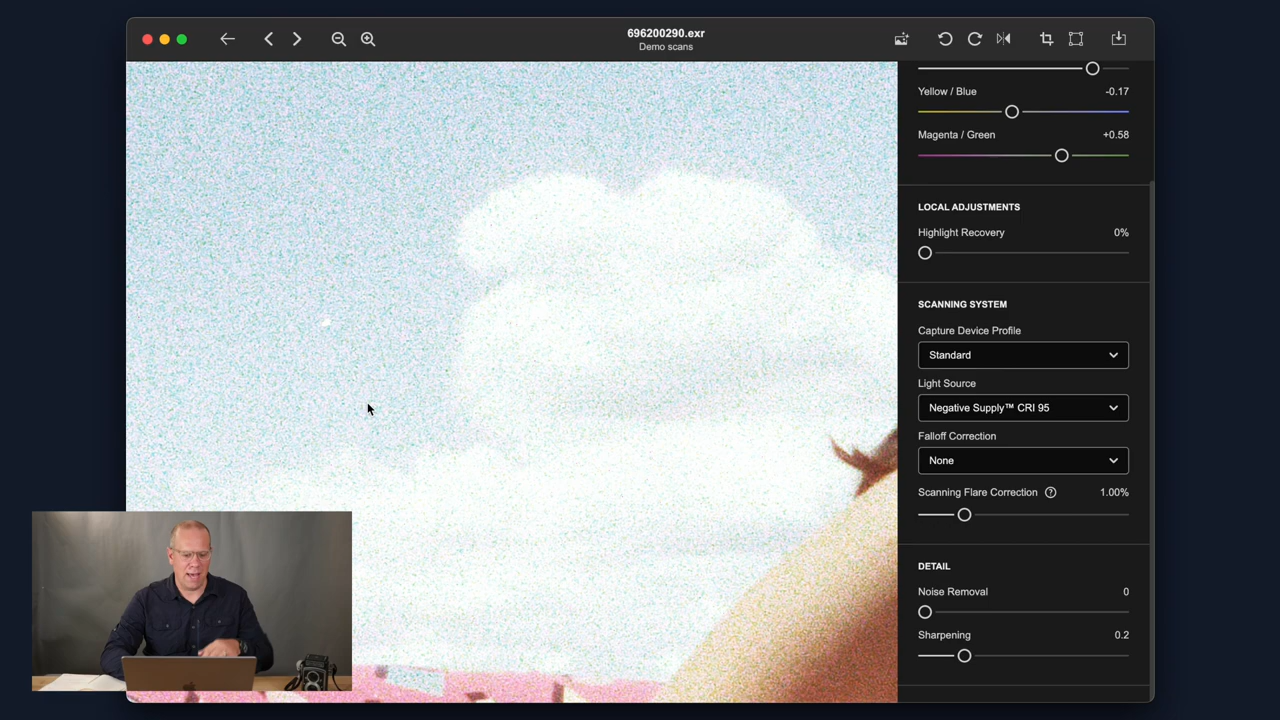 696200290.exr
Demo scans
Yellow / Blue -0.17
Magenta / Green +0.58
LOCAL ADJUSTMENTS
Highlight Recovery 0%
SCANNING SYSTEM
Capture Device Profile
Standard
Light Source
Negative Supply™ CRI 95
Falloff Correction
None
Scanning Flare Correction ? 1.00%
DETAIL
Noise Removal 0
Sharpening 0.2